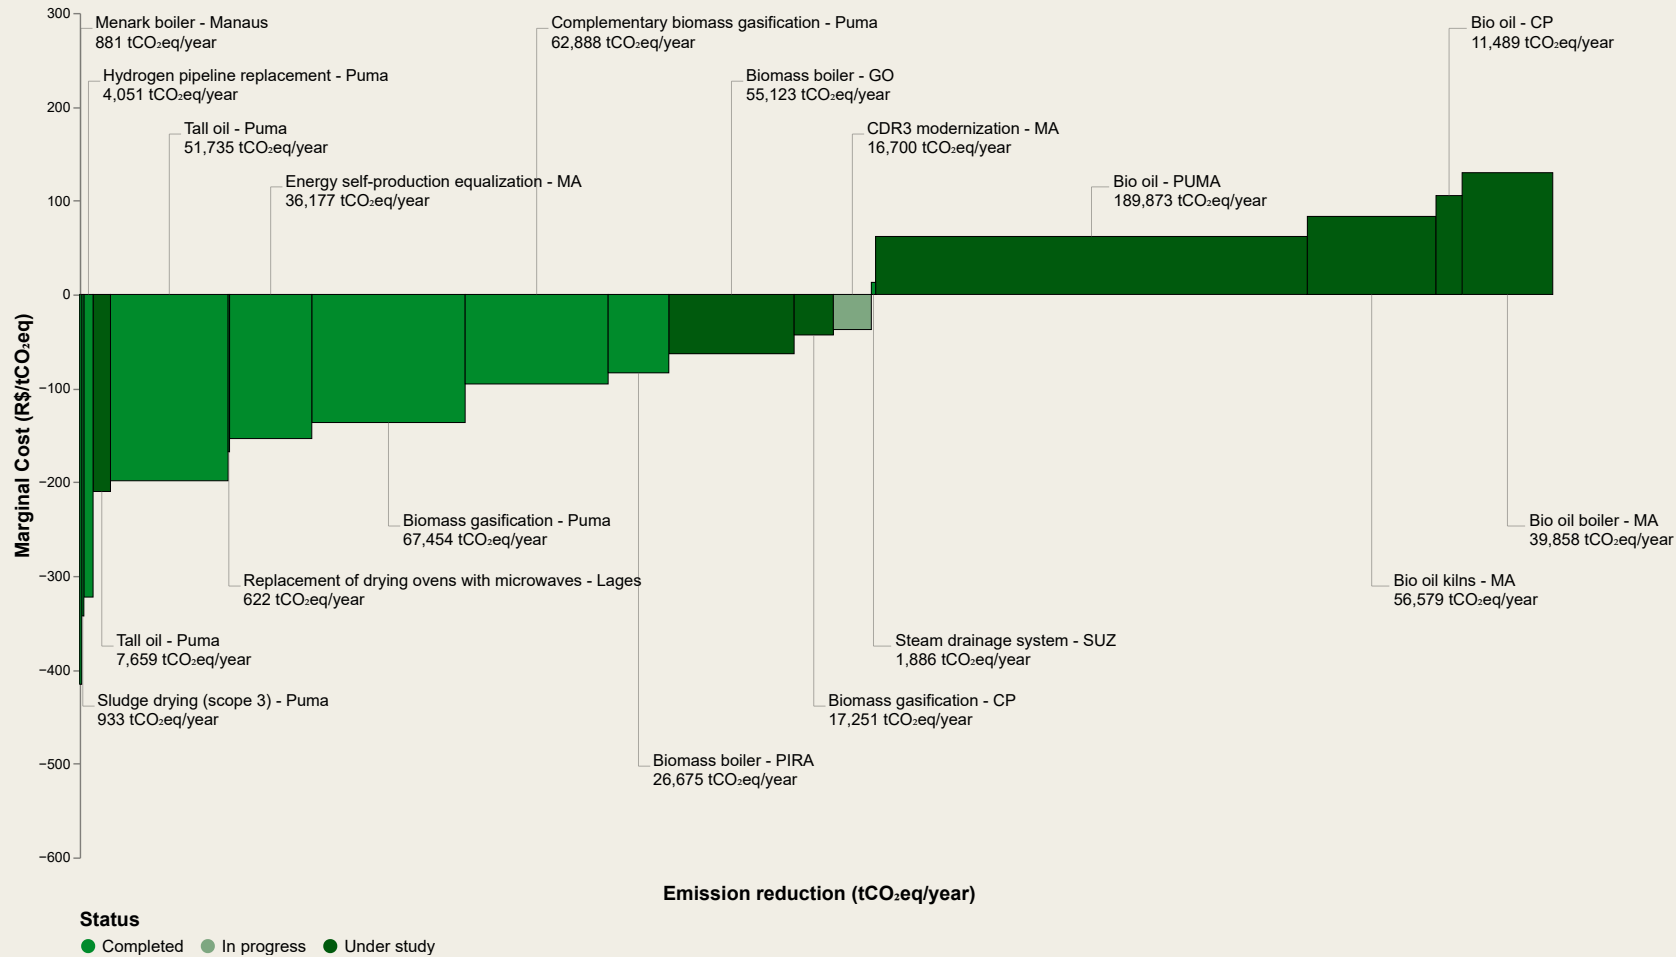 300
200
100
0
−100
−200
−300
−400
−500
−600
Marginal Cost (R$/tCO₂eq)
Menark boiler - Manaus
881 tCO₂eq/year
Hydrogen pipeline replacement - Puma
4,051 tCO₂eq/year
Tall oil - Puma
51,735 tCO₂eq/year
Energy self-production equalization - MA
36,177 tCO₂eq/year
Complementary biomass gasification - Puma
62,888 tCO₂eq/year
Biomass boiler - GO
55,123 tCO₂eq/year
CDR3 modernization - MA
16,700 tCO₂eq/year
Bio oil - PUMA
189,873 tCO₂eq/year
Bio oil - CP
11,489 tCO₂eq/year
Biomass gasification - Puma
67,454 tCO₂eq/year
Replacement of drying ovens with microwaves - Lages
622 tCO₂eq/year
Tall oil - Puma
7,659 tCO₂eq/year
Sludge drying (scope 3) - Puma
933 tCO₂eq/year
Biomass boiler - PIRA
26,675 tCO₂eq/year
Biomass gasification - CP
17,251 tCO₂eq/year
Steam drainage system - SUZ
1,886 tCO₂eq/year
Bio oil kilns - MA
56,579 tCO₂eq/year
Bio oil boiler - MA
39,858 tCO₂eq/year
Emission reduction (tCO₂eq/year)
Status
Completed
In progress
Under study